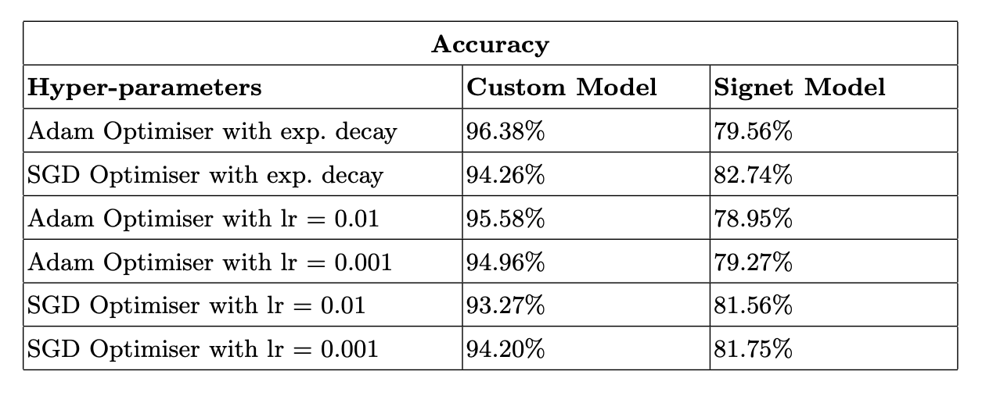 Accuracy
Hyper-parameters Custom Model Signet Model
Adam Optimiser with exp. decay 96.38% 79.56%
SGD Optimiser with exp. decay 94.26% 82.74%
Adam Optimiser with lr = 0.01 95.58% 78.95%
Adam Optimiser with lr = 0.001 94.96% 79.27%
SGD Optimiser with lr = 0.01 93.27% 81.56%
SGD Optimiser with lr = 0.001 94.20% 81.75%